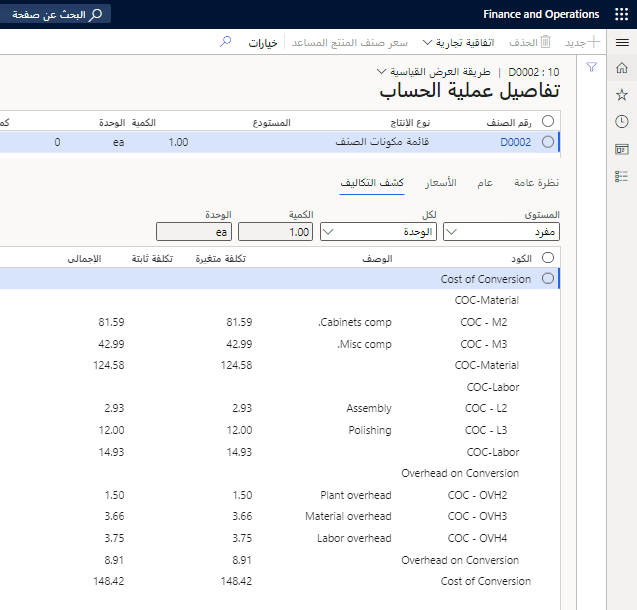 Finance and Operations البحث عن صفحة
جديد الحذف اتفاقية تجارية سعر صنف المنتج المساعد خيارات
D0002 : 10 | طريقة العرض القياسية
تفاصيل عملية الحساب
رقم الصنف نوع الإنتاج المستودع الكمية الوحدة كم
D0002 قائمة مكونات الصنف 1.00 ea 0
نظرة عامة عام الأسعار كشف التكاليف
المستوى لكل الكمية الوحدة
مفرد الوحدة 1.00 ea
الكود الوصف تكلفة متغيرة تكلفة ثابتة الاجمالى
Cost of Conversion
COC-Material
COC - M2 Cabinets comp. 81.59 81.59
COC - M3 Misc comp. 42.99 42.99
COC-Material 124.58 124.58
COC-Labor
COC - L2 Assembly 2.93 2.93
COC - L3 Polishing 12.00 12.00
COC-Labor 14.93 14.93
Overhead on Conversion
COC - OVH2 Plant overhead 1.50 1.50
COC - OVH3 Material overhead 3.66 3.66
COC - OVH4 Labor overhead 3.75 3.75
Overhead on Conversion 8.91 8.91
Cost of Conversion 148.42 148.42